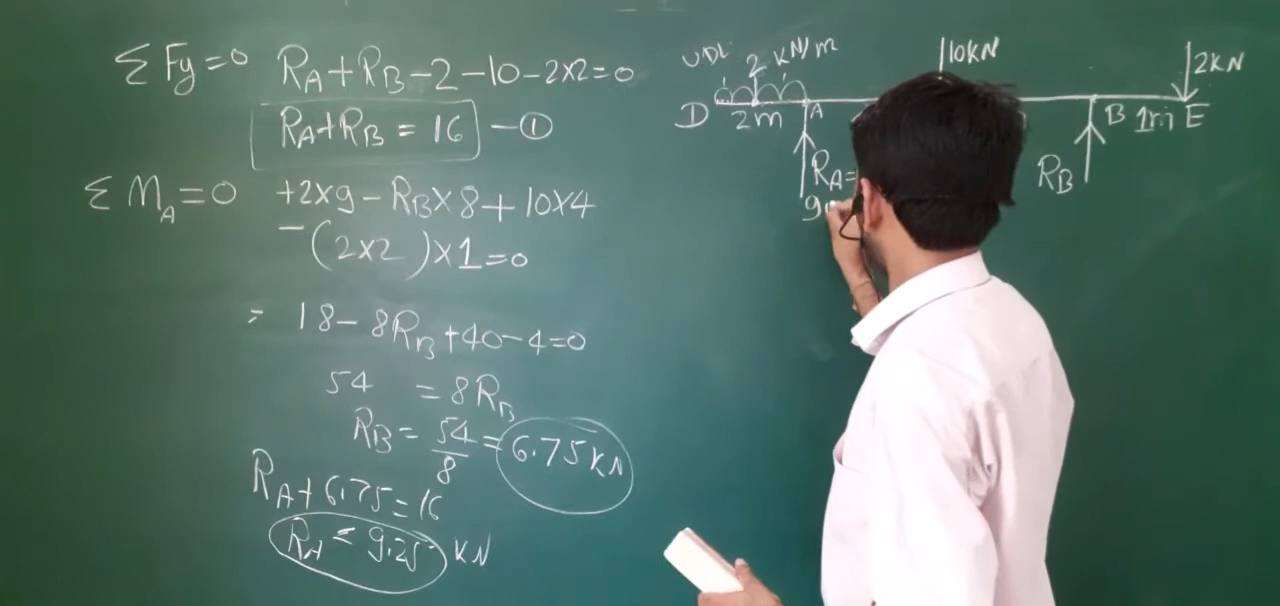 ΣFy=0 RA+RB-2-10-2x2=0
RA+RB = 16 -①
ΣMA=0 +2x9-RBx8+10x4
-(2x2)x1=0
= 18-8RB+40-4=0
54 = 8RB
RB = 54/8 = 6.75KN
RA+6.75=16
RA = 9.25 KN
UDL 2 KN/m 10KN 2KN
D 2m A B 1m E
RA= RB
9